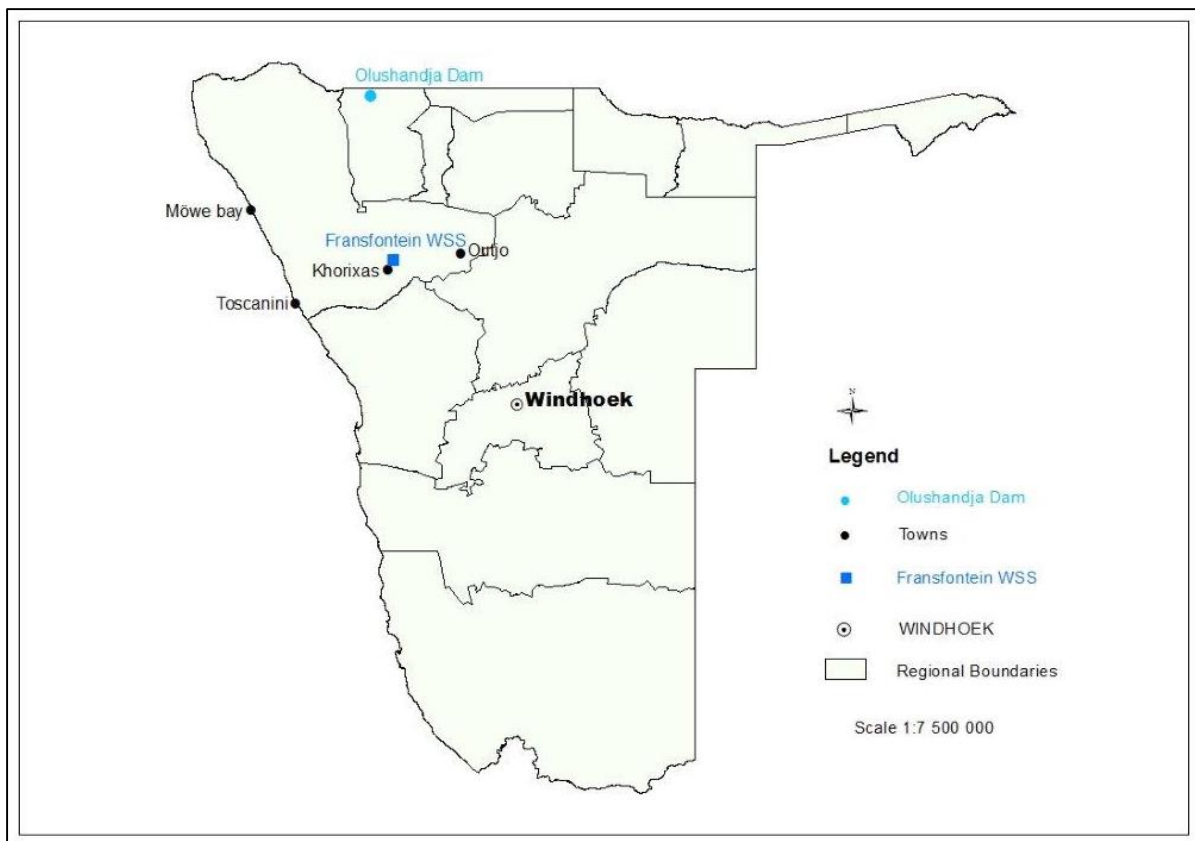 Olushandja Dam
Möwe bay
Fransfontein WSS
Outjo
Khorixas
Toscanini
Windhoek
N
Legend
Olushandja Dam
Towns
Fransfontein WSS
WINDHOEK
Regional Boundaries
Scale 1:7 500 000